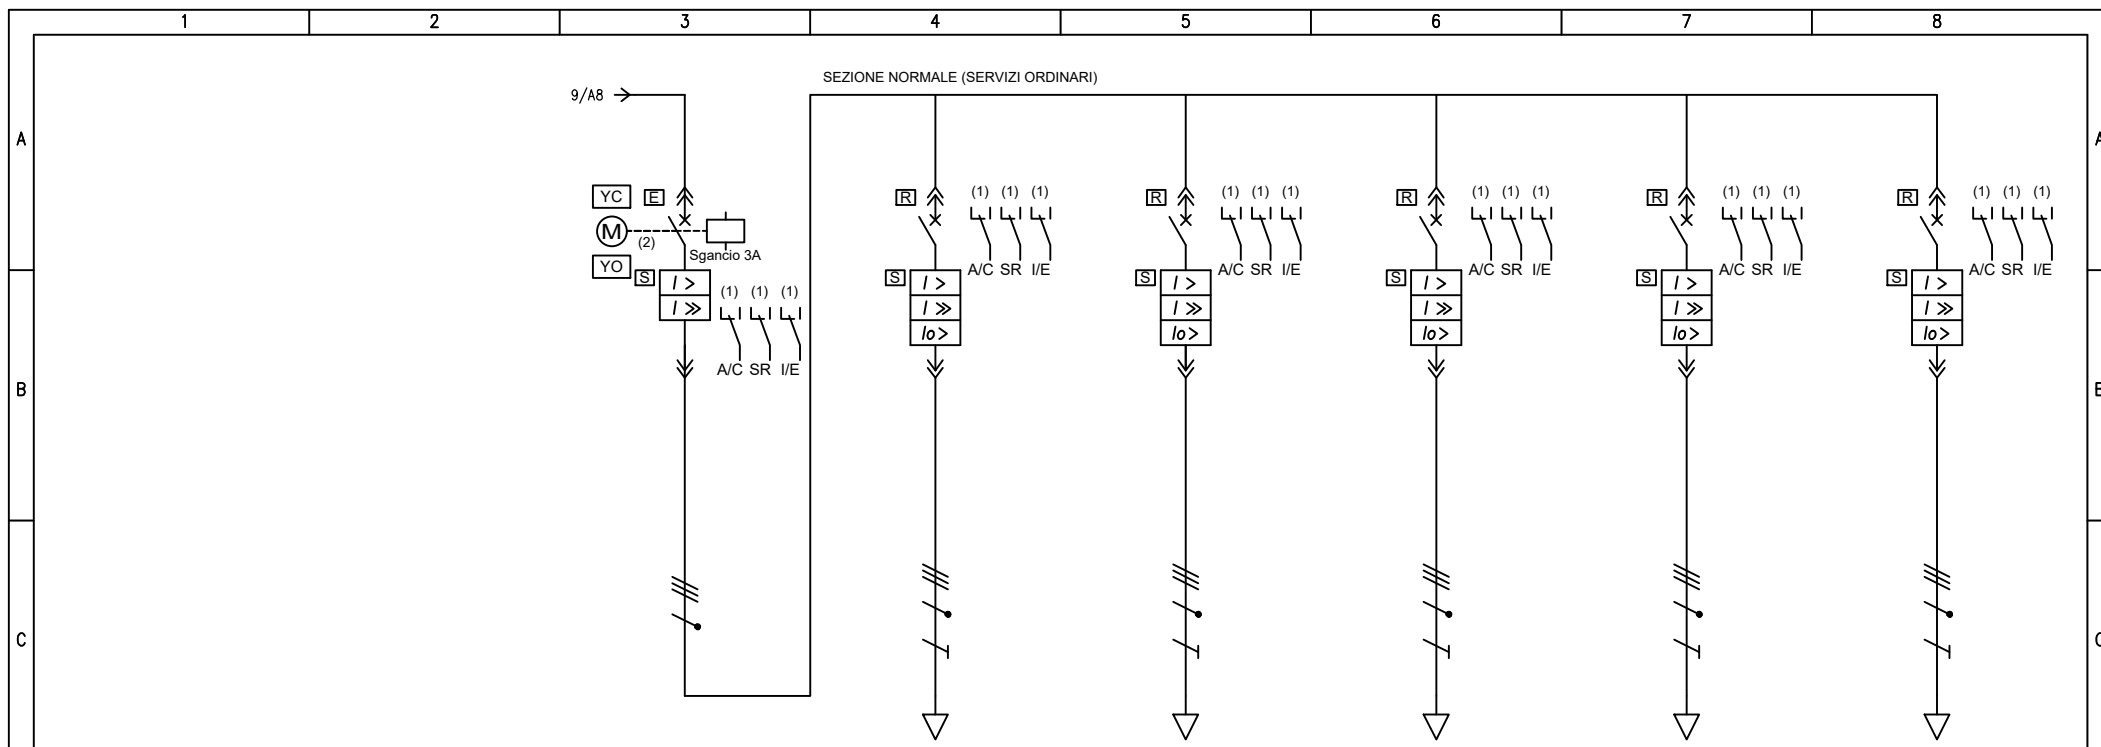 1 2 3 4 5 6 7 8
SEZIONE NORMALE (SERVIZI ORDINARI)
9/A8
A A
YC E R (1) (1) (1) R (1) (1) (1) R (1) (1) (1) R (1) (1) (1) R (1) (1) (1)
M (2)
Sgancio 3A
YO S I > S I > A/C SR I/E S I > A/C SR I/E S I > A/C SR I/E S I > A/C SR I/E S I > A/C SR I/E
(1) (1) (1)
I >> I >> I >> I >> I >> I >>
Io > Io > Io > Io > Io >
A/C SR I/E
B
C